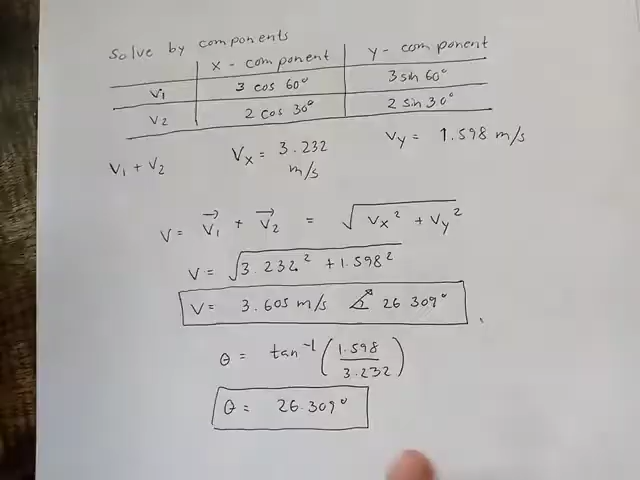 Solve by components
x - component y - component
V1 3 cos 60° 3 sin 60°
V2 2 cos 30° 2 sin 30°
V1 + V2 Vx = 3.232 m/s Vy = 1.598 m/s
V = V1 + V2 = √Vx² + Vy²
V = √3.232² + 1.598²
V = 3.605 m/s ∡ 26.309°
θ = tan⁻¹ (1.598/3.232)
θ = 26.309°